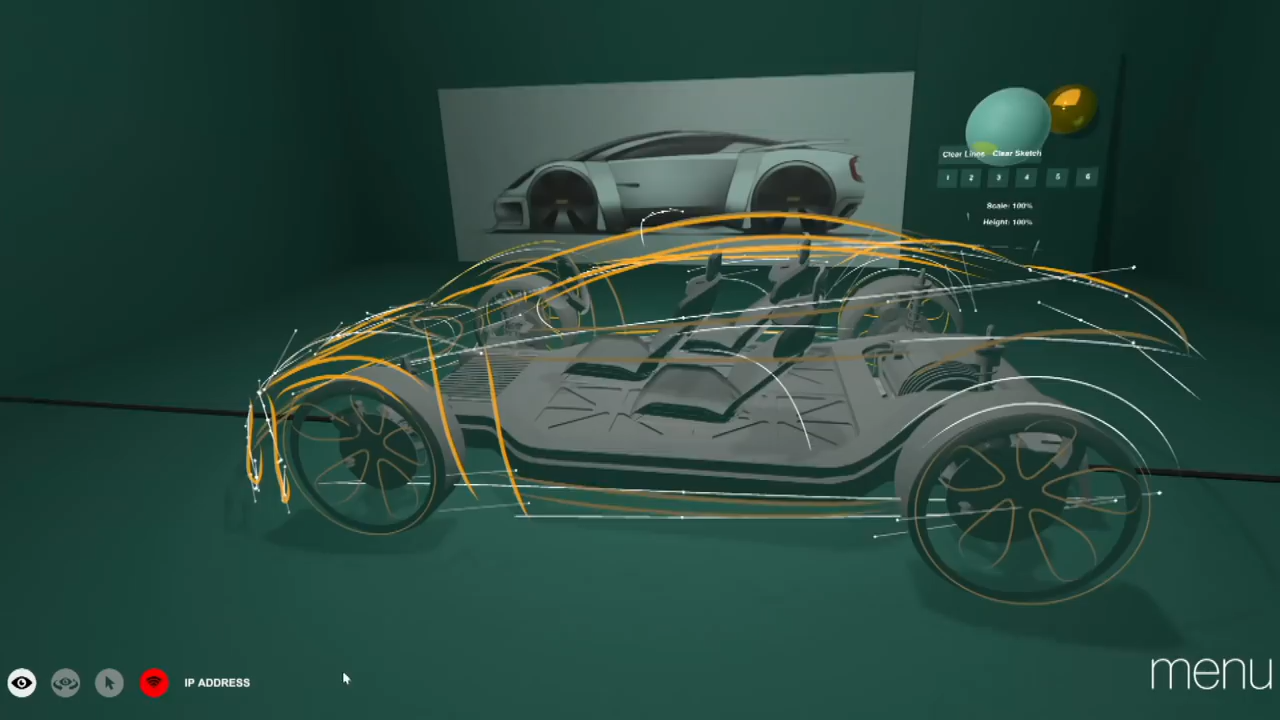 Clear Lines Clear Sketch
1 2 3 4 5 6
Scale: 100%
Height: 100%
IP ADDRESS
menu